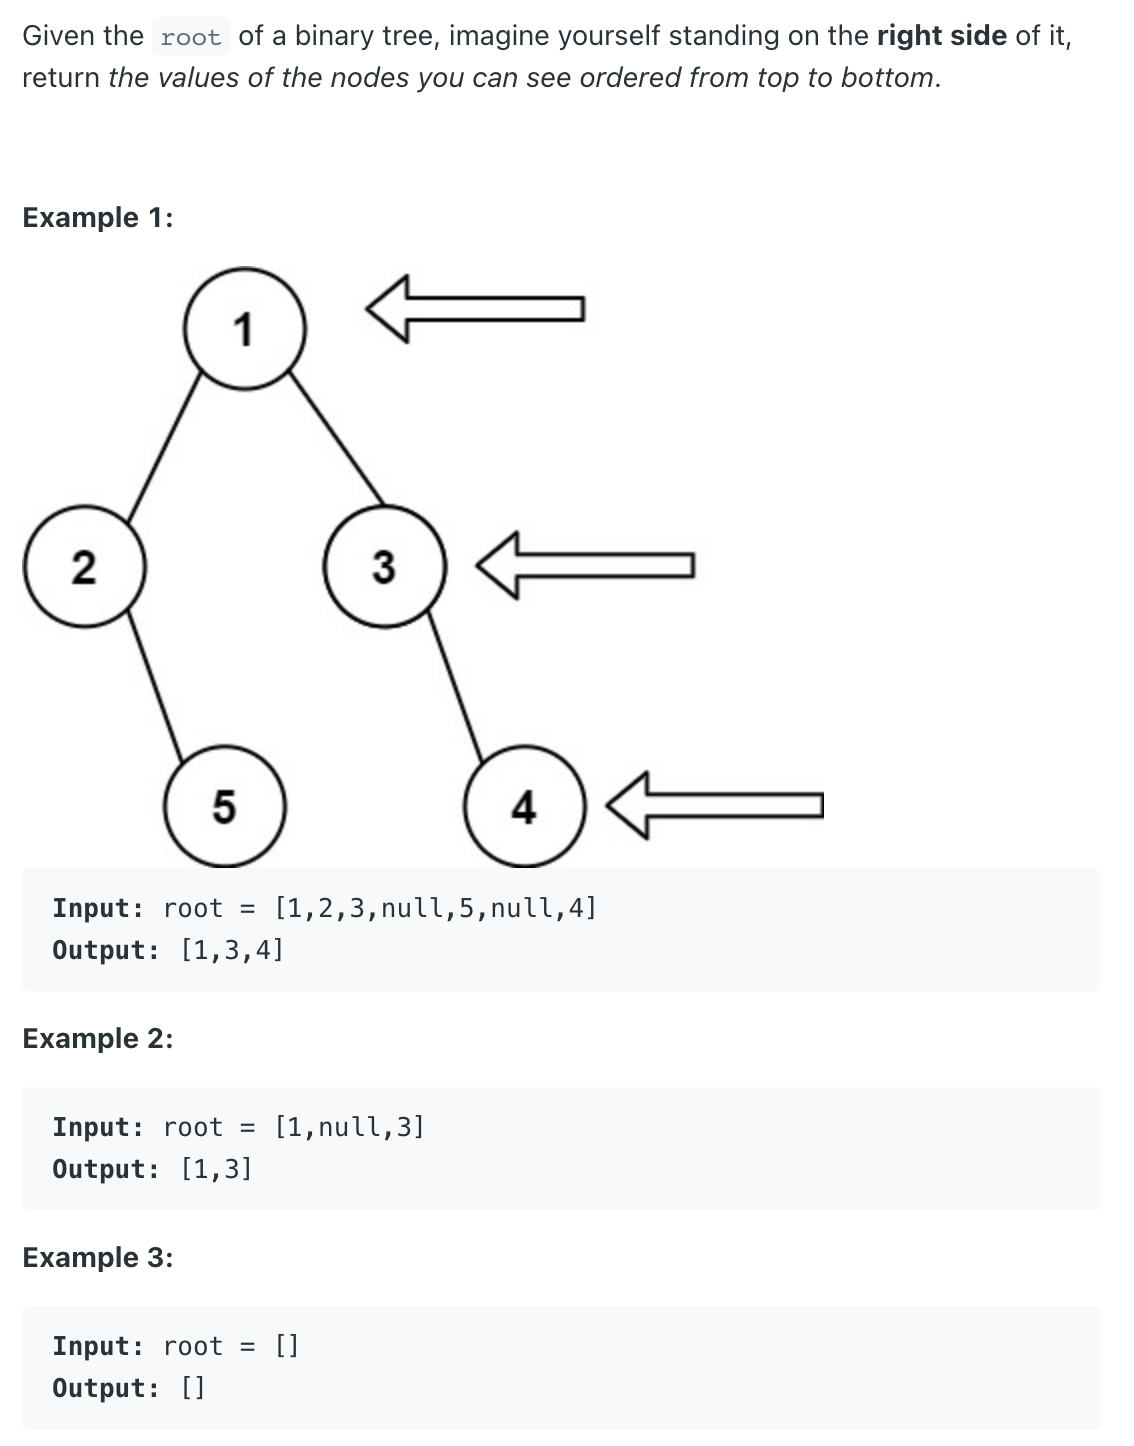 Given the root of a binary tree, imagine yourself standing on the right side of it,
return the values of the nodes you can see ordered from top to bottom.
Example 1:
1
2 3
5 4
Input: root = [1,2,3,null,5,null,4]
Output: [1,3,4]
Example 2:
Input: root = [1,null,3]
Output: [1,3]
Example 3:
Input: root = []
Output: []